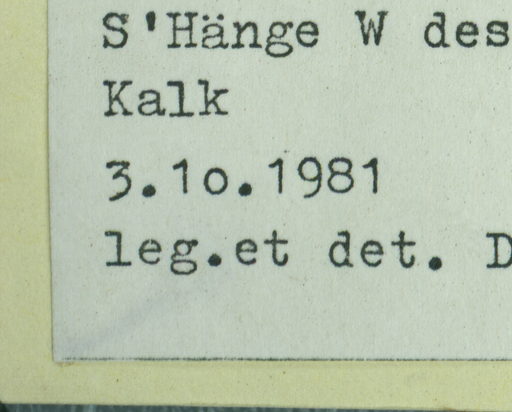 S'Hänge W des
Kalk
3.1o.1981
leg.et det. D